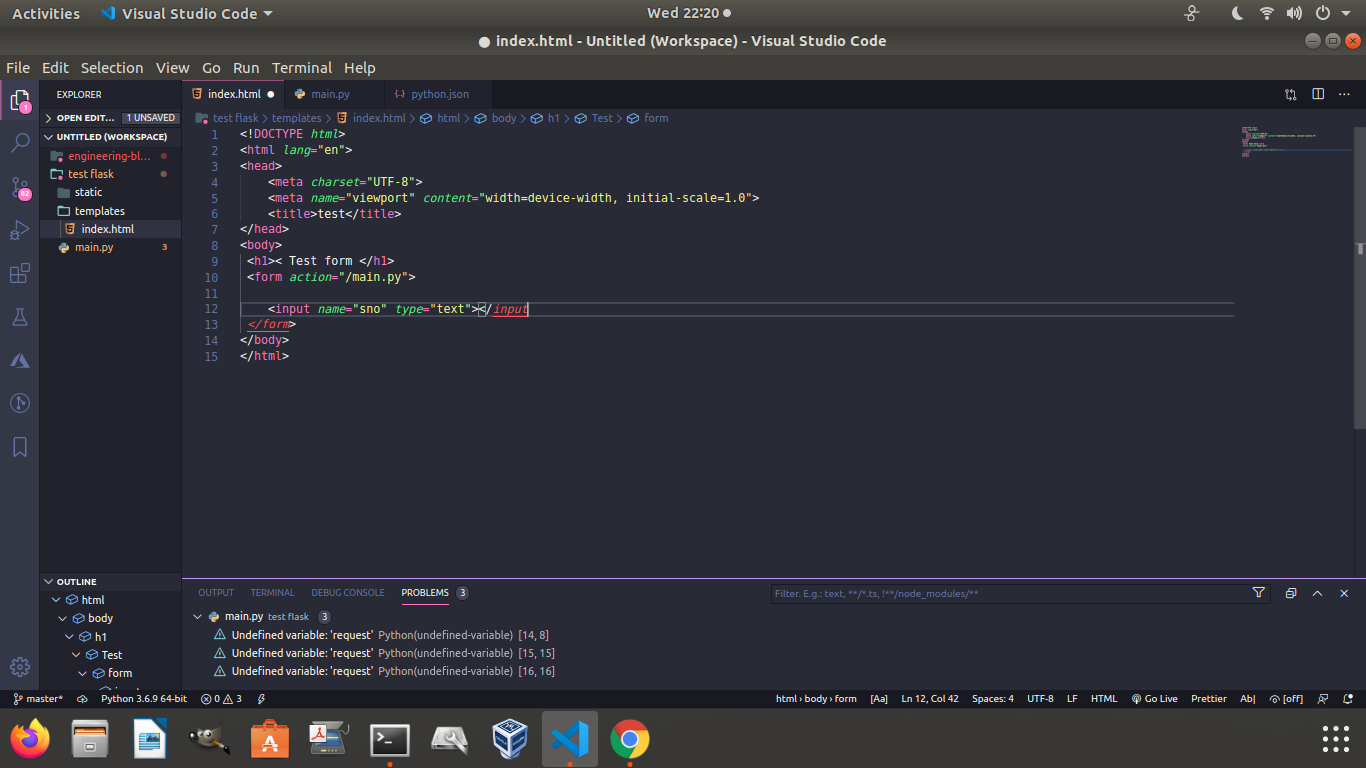 Activities Visual Studio Code Wed 22:20
index.html - Untitled (Workspace) - Visual Studio Code
File Edit Selection View Go Run Terminal Help
EXPLORER
OPEN EDIT... 1 UNSAVED
UNTITLED (WORKSPACE)
engineering-bl...
test flask
static
templates
index.html
main.py 3
index.html main.py {} python.json ...
test flask > templates > index.html > html > body > h1 > Test > form
1 <!DOCTYPE html>
2 <html lang="en">
3 <head>
4 <meta charset="UTF-8">
5 <meta name="viewport" content="width=device-width, initial-scale=1.0">
6 <title>test</title>
7 </head>
8 <body>
9 <h1>< Test form </h1>
10 <form action="/main.py">
11
12 <input name="sno" type="text"></input
13 </form>
14 </body>
15 </html>
OUTLINE
html
body
h1
Test
form
OUTPUT TERMINAL DEBUG CONSOLE PROBLEMS 3 Filter. E.g.: text, **/*.ts, !**/node_modules/**
main.py test flask 3
Undefined variable: 'request' Python(undefined-variable) [14, 8]
Undefined variable: 'request' Python(undefined-variable) [15, 15]
Undefined variable: 'request' Python(undefined-variable) [16, 16]
master* Python 3.6.9 64-bit 0 3 html > body > form [Aa] Ln 12, Col 42 Spaces: 4 UTF-8 LF HTML Go Live Prettier Ab| [off]